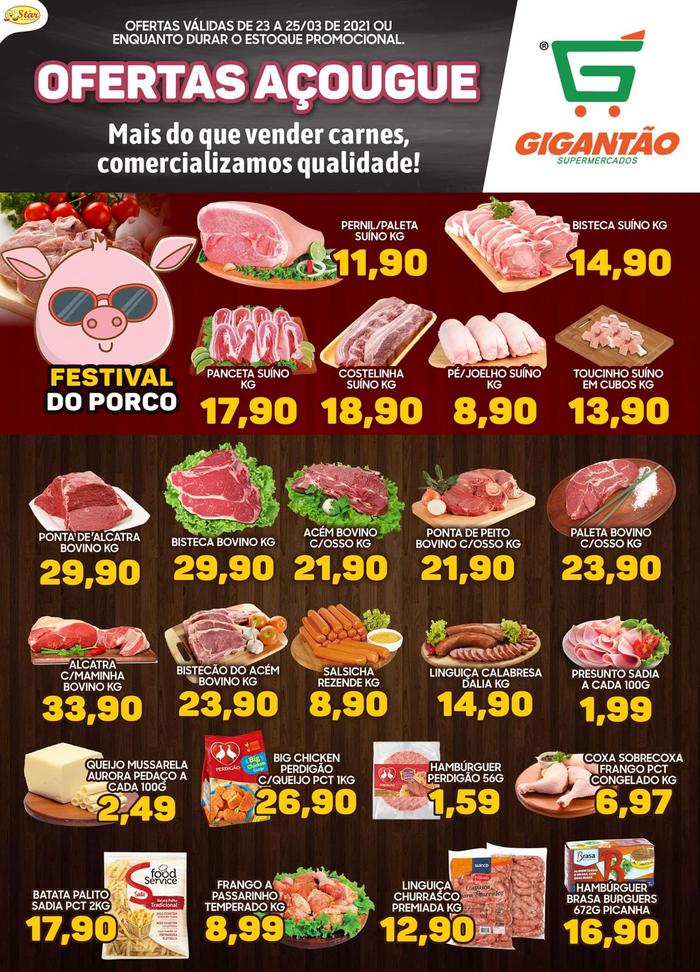 Star
OFERTAS VÁLIDAS DE 23 A 25/03 DE 2021 OU
ENQUANTO DURAR O ESTOQUE PROMOCIONAL.
OFERTAS AÇOUGUE
Mais do que vender carnes,
comercializamos qualidade!
®
GIGANTÃO
SUPERMERCADOS
FESTIVAL
DO PORCO
PERNIL/PALETA
SUÍNO KG
11,90
BISTECA SUÍNO KG
14,90
PANCETA SUÍNO
KG
17,90
COSTELINHA
SUÍNO KG
18,90
PÉ/JOELHO SUÍNO
KG
8,90
TOUCINHO SUÍNO
EM CUBOS KG
13,90
PONTA DE ALCATRA
BOVINO KG
29,90
BISTECA BOVINO KG
29,90
ACÉM BOVINO
C/OSSO KG
21,90
PONTA DE PEITO
BOVINO C/OSSO KG
21,90
PALETA BOVINO
C/OSSO KG
23,90
ALCATRA
C/MAMINHA
BOVINO KG
33,90
BISTECÃO DO ACÉM
BOVINO KG
23,90
SALSICHA
REZENDE KG
8,90
LINGUIÇA CALABRESA
DALIA KG
14,90
PRESUNTO SADIA
A CADA 100G
1,99
QUEIJO MUSSARELA
AURORA PEDAÇO A
CADA 100G
2,49
PERDIGÃO
Big
Chicken
BIG CHICKEN
PERDIGÃO
C/QUEIJO PCT 1KG
26,90
HAMBÚRGUER
PERDIGÃO 56G
1,59
COXA SOBRECOXA
FRANGO PCT
CONGELADO KG
6,97
BATATA PALITO
SADIA PCT 2KG
17,90
S
food
service
Sadia
Batata Palito
Tradicional
FRANGO A
PASSARINHO
TEMPERADO KG
8,99
LINGUIÇA
CHURRASCO
PREMIADA KG
12,90
SUINCO
Linguiça
para Churrasco
Brasa
HAMBÚRGUER
BRASA BURGUERS
672G PICANHA
16,90